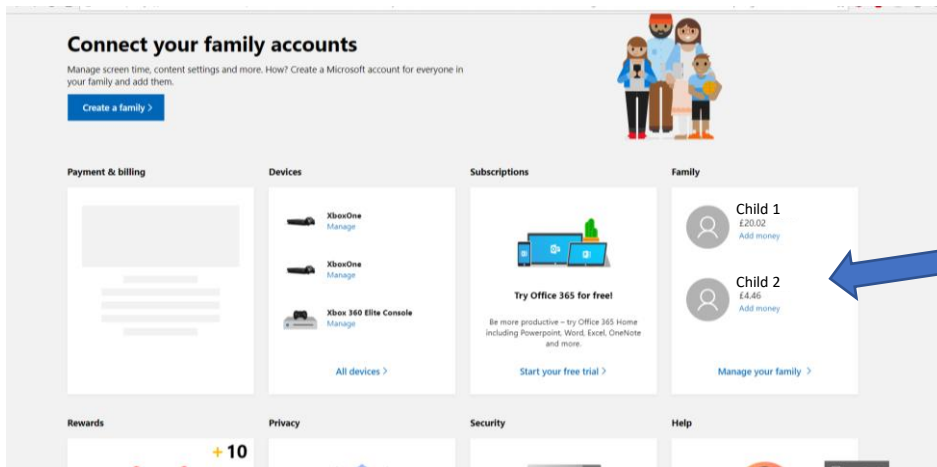 Connect your family accounts
Manage screen time, content settings and more. How? Create a Microsoft account for everyone in
your family and add them.
Create a family >
Payment & billing
Devices
Subscriptions
Family
XboxOne
Manage
XboxOne
Manage
Xbox 360 Elite Console
Manage
All devices >
Try Office 365 for free!
Be more productive – try Office 365 Home
including Powerpoint, Word, Excel, OneNote
and more.
Start your free trial >
Child 1
£20.02
Add money
Child 2
£4.46
Add money
Manage your family >
Rewards
Privacy
Security
Help
+ 10